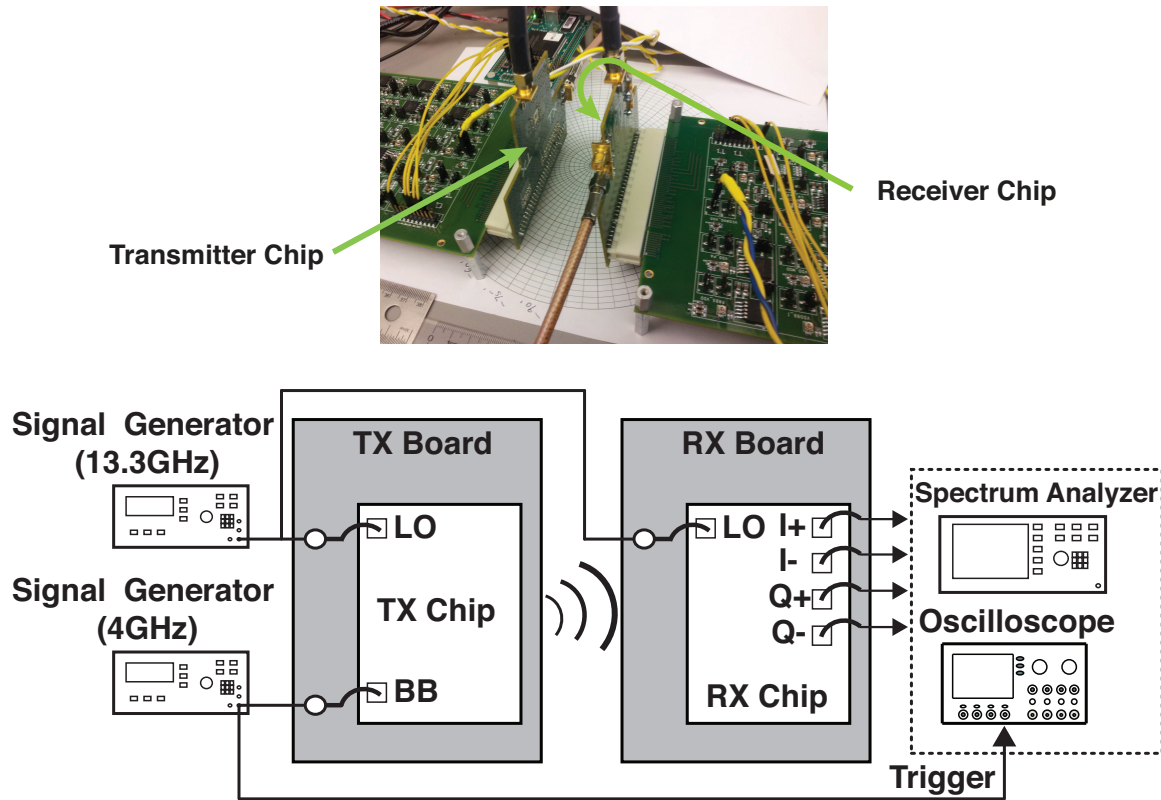 Receiver Chip
Transmitter Chip
Signal Generator
(13.3GHz)
TX Board
RX Board
Spectrum Analyzer
LO
LO
I+
I-
Q+
Q-
Signal Generator
(4GHz)
TX Chip
Oscilloscope
BB
RX Chip
Trigger